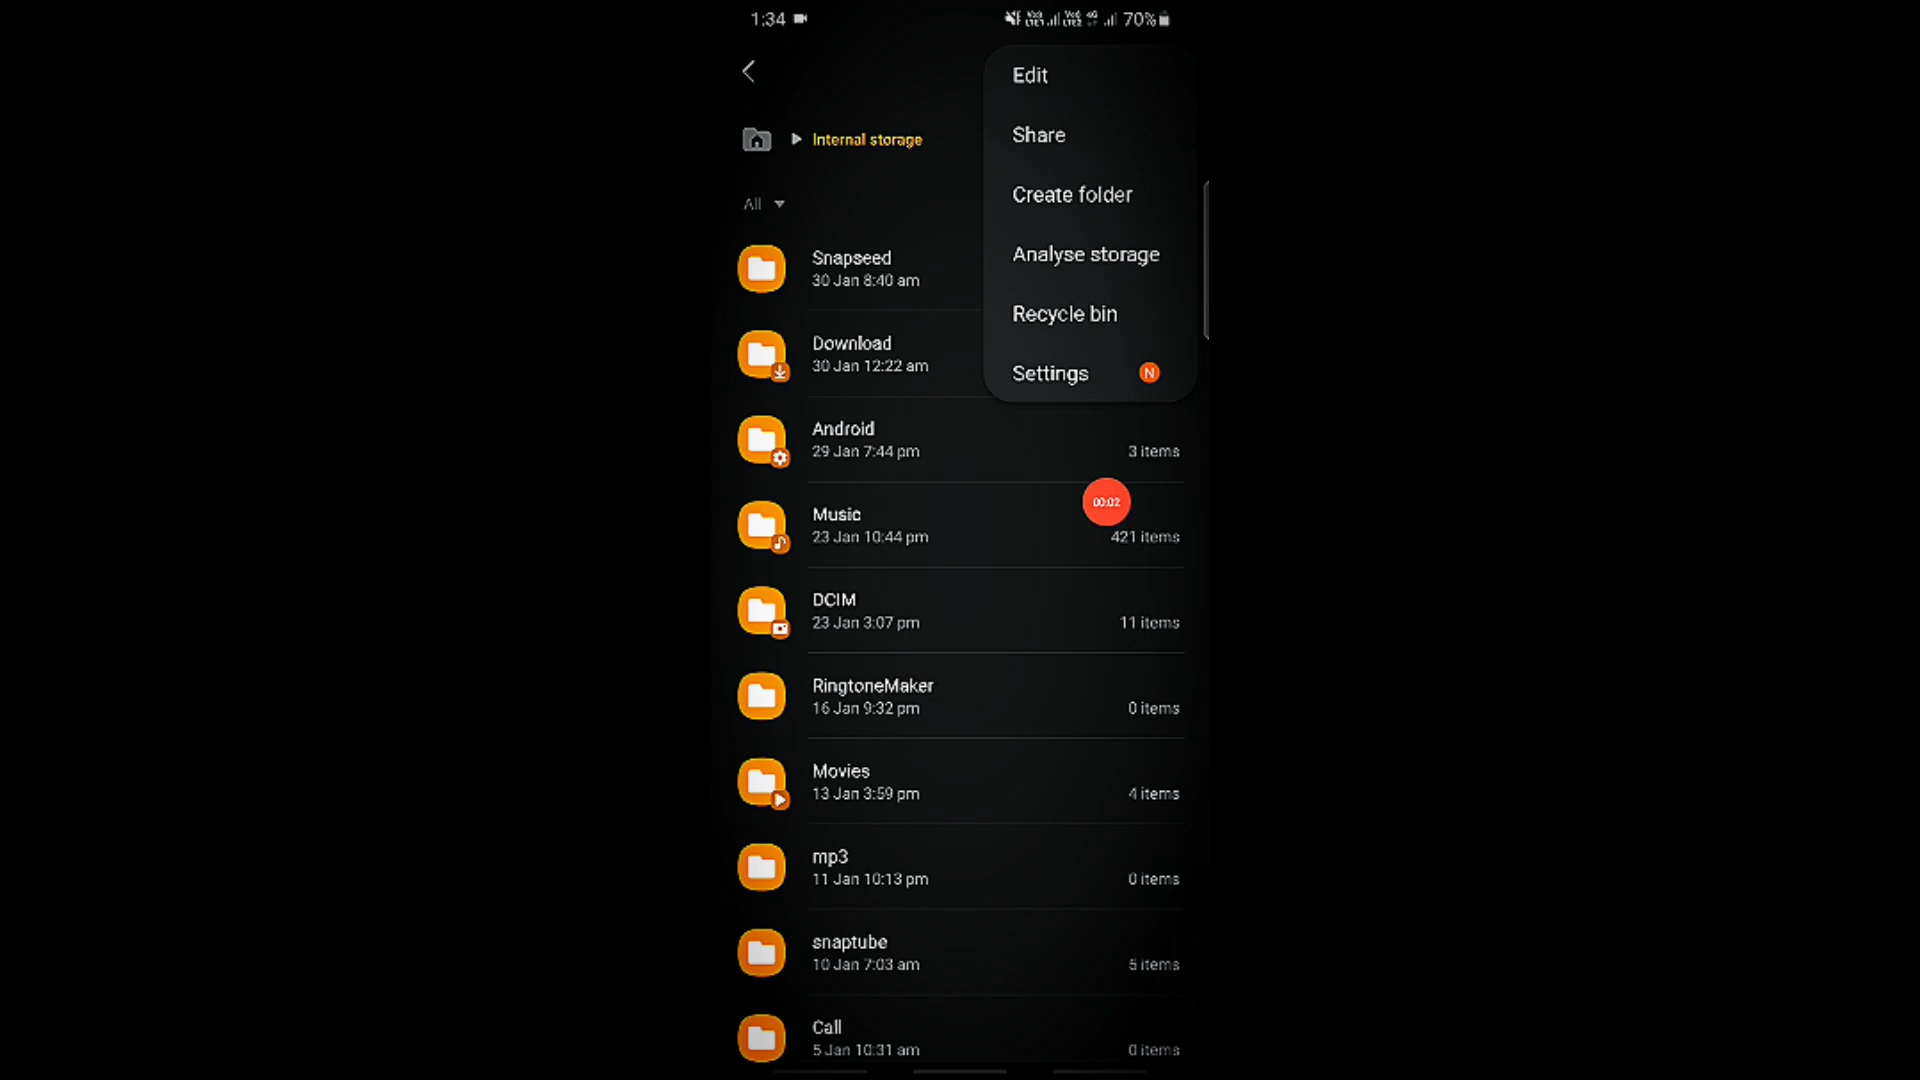 1:34
70%
Edit
Share
Create folder
Analyse storage
Recycle bin
Settings N
Internal storage
All
Snapseed
30 Jan 8:40 am
Download
30 Jan 12:22 am
Android
29 Jan 7:44 pm
3 items
00:02
Music
23 Jan 10:44 pm
421 items
DCIM
23 Jan 3:07 pm
11 items
RingtoneMaker
16 Jan 9:32 pm
0 items
Movies
13 Jan 3:59 pm
4 items
mp3
11 Jan 10:13 pm
0 items
snaptube
10 Jan 7:03 am
5 items
Call
5 Jan 10:31 am
0 items